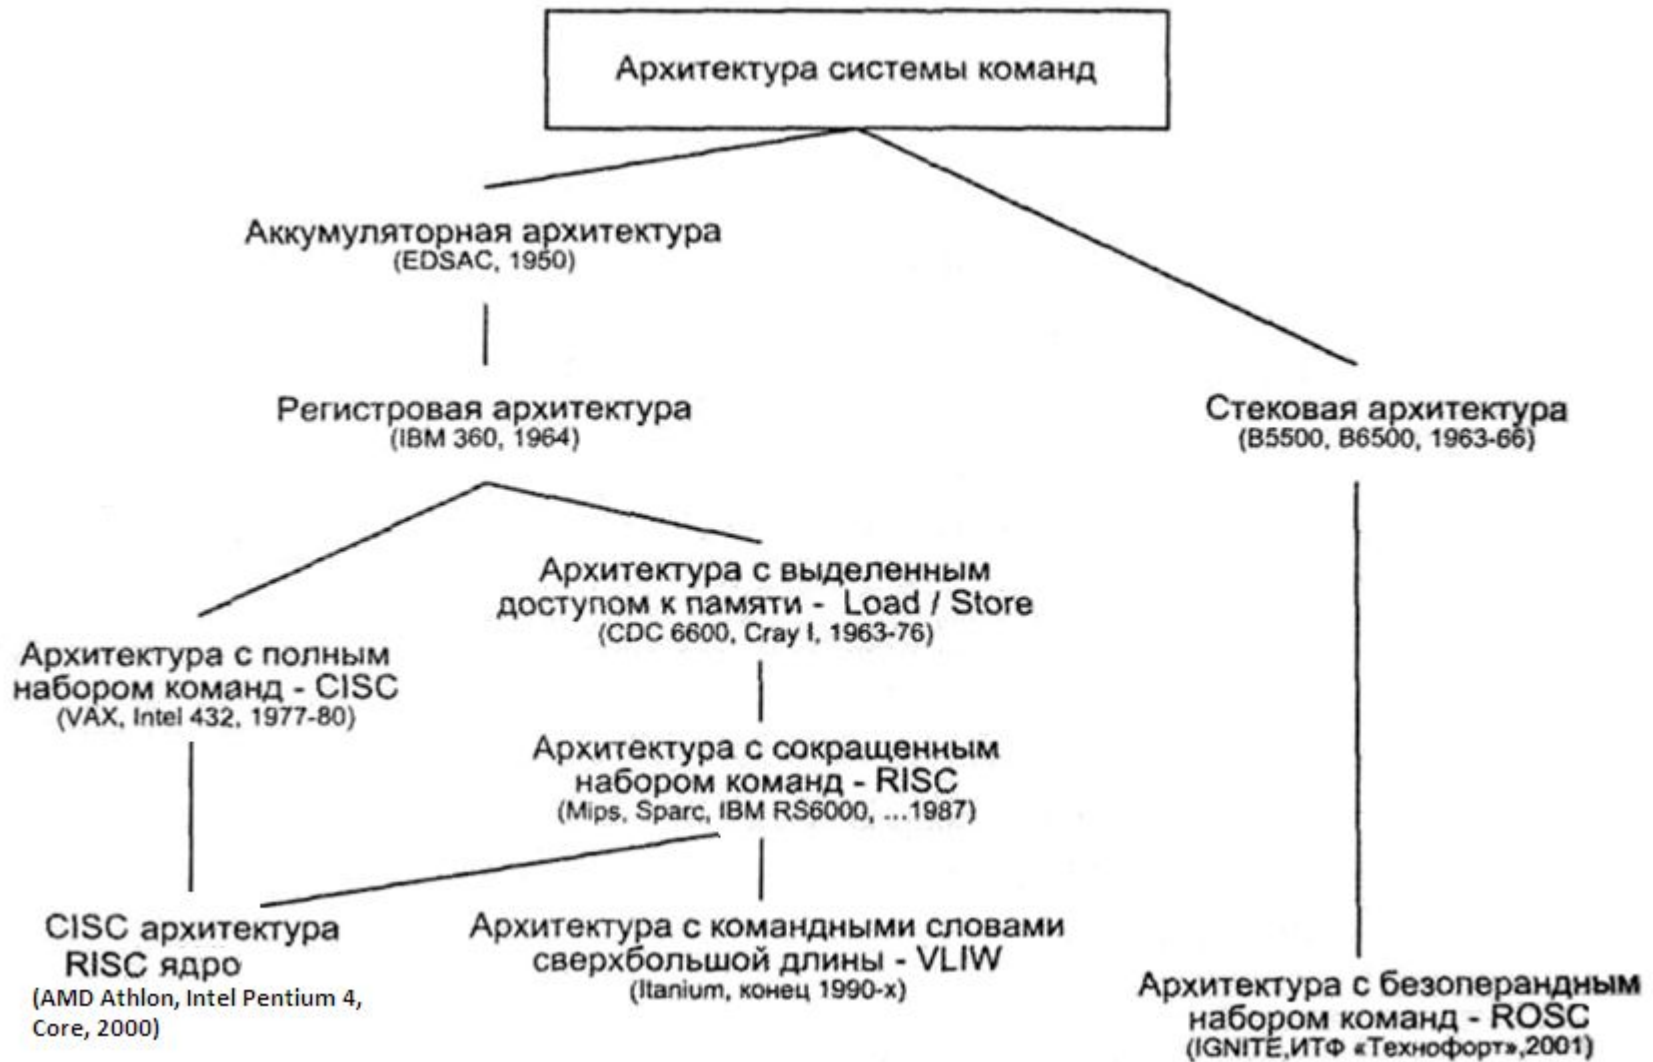 Архитектура системы команд
Аккумуляторная архитектура
(EDSAC, 1950)
Регистровая архитектура
(IBM 360, 1964)
Стековая архитектура
(B5500, B6500, 1963-66)
Архитектура с выделенным
доступом к памяти - Load / Store
(CDC 6600, Cray I, 1963-76)
Архитектура с полным
набором команд - CISC
(VAX, Intel 432, 1977-80)
Архитектура с сокращенным
набором команд - RISC
(Mips, Sparc, IBM RS6000, ...1987)
CISC архитектура
RISC ядро
(AMD Athlon, Intel Pentium 4,
Core, 2000)
Архитектура с командными словами
сверхбольшой длины - VLIW
(Itanium, конец 1990-х)
Архитектура с безоперандным
набором команд - ROSC
(IGNITE,ИТФ «Технофорт»,2001)